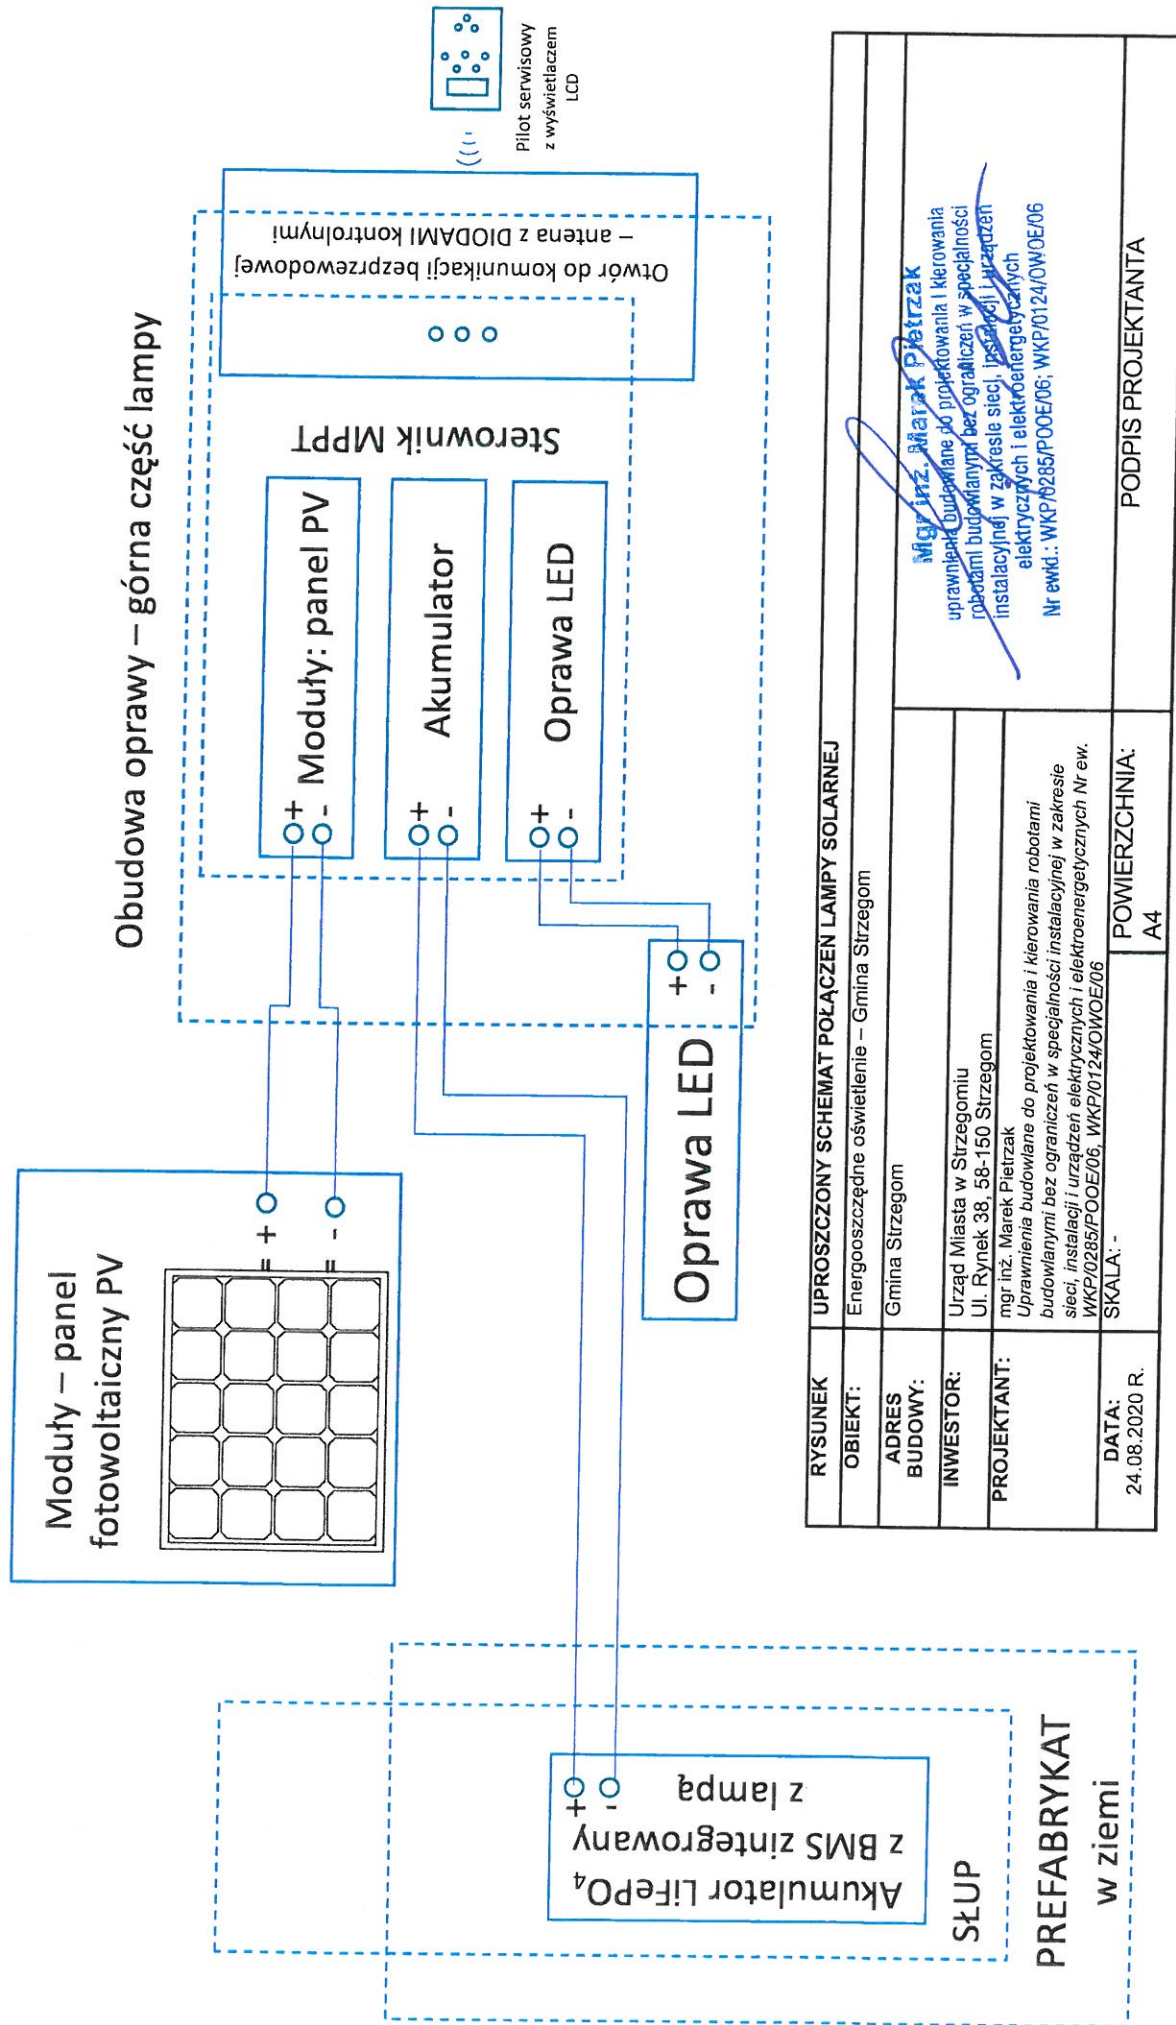 Obudowa oprawy – górna część lampy
Moduły – panel
fotowoltaiczny PV
= +
= -
+
- Moduły: panel PV
+
-
Akumulator
+
-
Oprawa LED
Sterownik MPPT
Otwór do komunikacji bezprzewodowej
– antena z DIODAMI kontrolnymi
Pilot serwisowy
z wyświetlaczem
LCD
Oprawa LED
+
-
Akumulator LiFePO₄
z BMS zintegrowany
z lampą
+
-
SŁUP
PREFABRYKAT
w ziemi
RYSUNEK
UPROSZCZONY SCHEMAT POŁĄCZEN LAMPY SOLARNEJ
OBIEKT:
Energooszczędne oświetlenie – Gmina Strzegom
ADRES
BUDOWY:
Gmina Strzegom
INWESTOR:
Urząd Miasta w Strzegomiu
Ul. Rynek 38, 58-150 Strzegom
PROJEKTANT:
mgr inż. Marek Pietrzak
Uprawnienia budowlane do projektowania i kierowania robotami
budowlanymi bez ograniczeń w specjalności instalacyjnej w zakresie
sieci, instalacji i urządzeń elektrycznych i elektroenergetycznych Nr ew.
WKP/0285/POOE/06, WKP/0124/OWOE/06
DATA:
24.08.2020 R.
SKALA: -
POWIERZCHNIA:
A4
Mgr inż. Marek Pietrzak
uprawnienia budowlane do projektowania i kierowania
robotami budowlanymi bez ograniczeń w specjalności
instalacyjnej w zakresie sieci, instalacji i urządzeń
elektrycznych i elektroenergetycznych
Nr ewid.: WKP/0285/POOE/06; WKP/0124/OWOE/06
PODPIS PROJEKTANTA